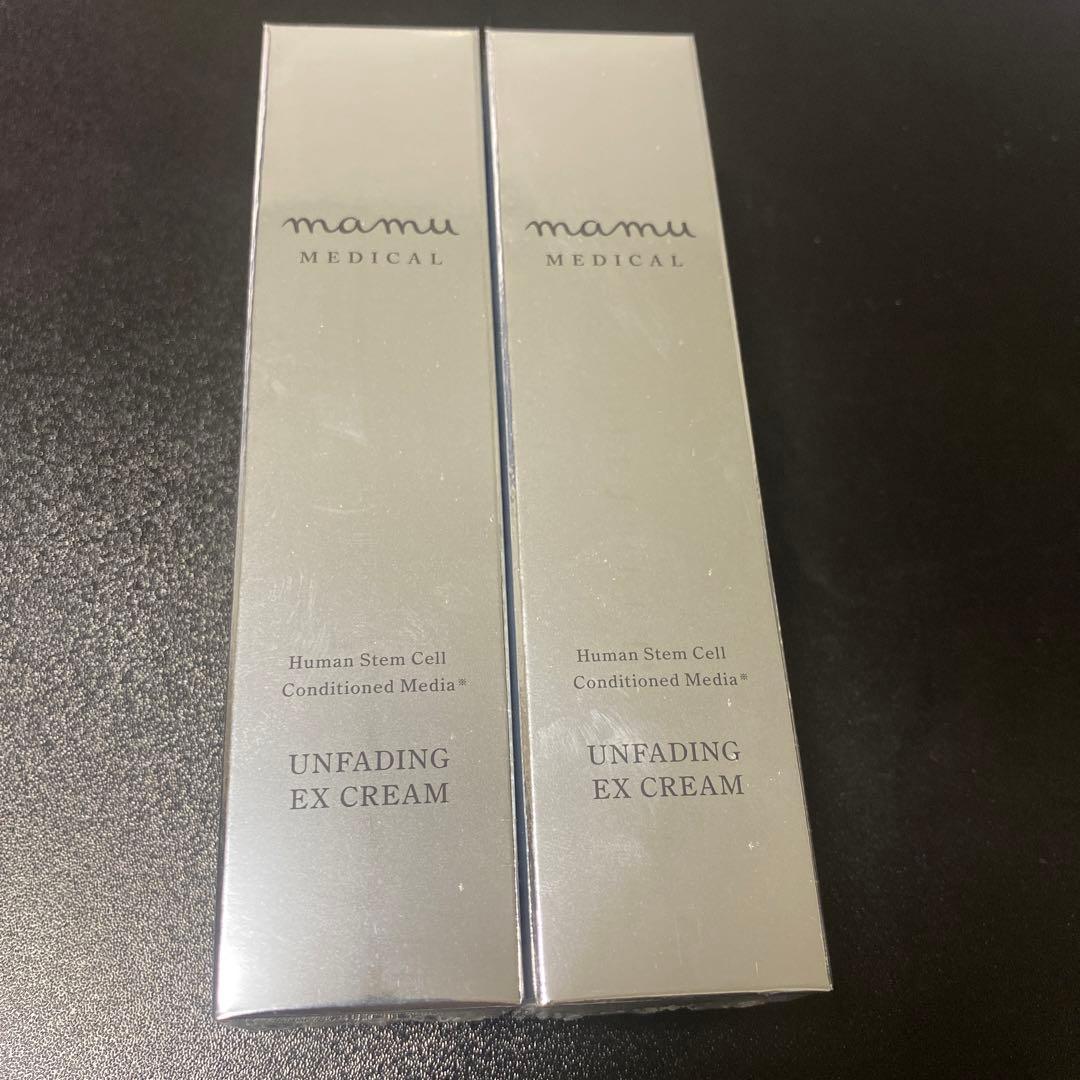 mamu
MEDICAL
Human Stem Cell
Conditioned Media※
UNFADING
EX CREAM
mamu
MEDICAL
Human Stem Cell
Conditioned Media※
UNFADING
EX CREAM